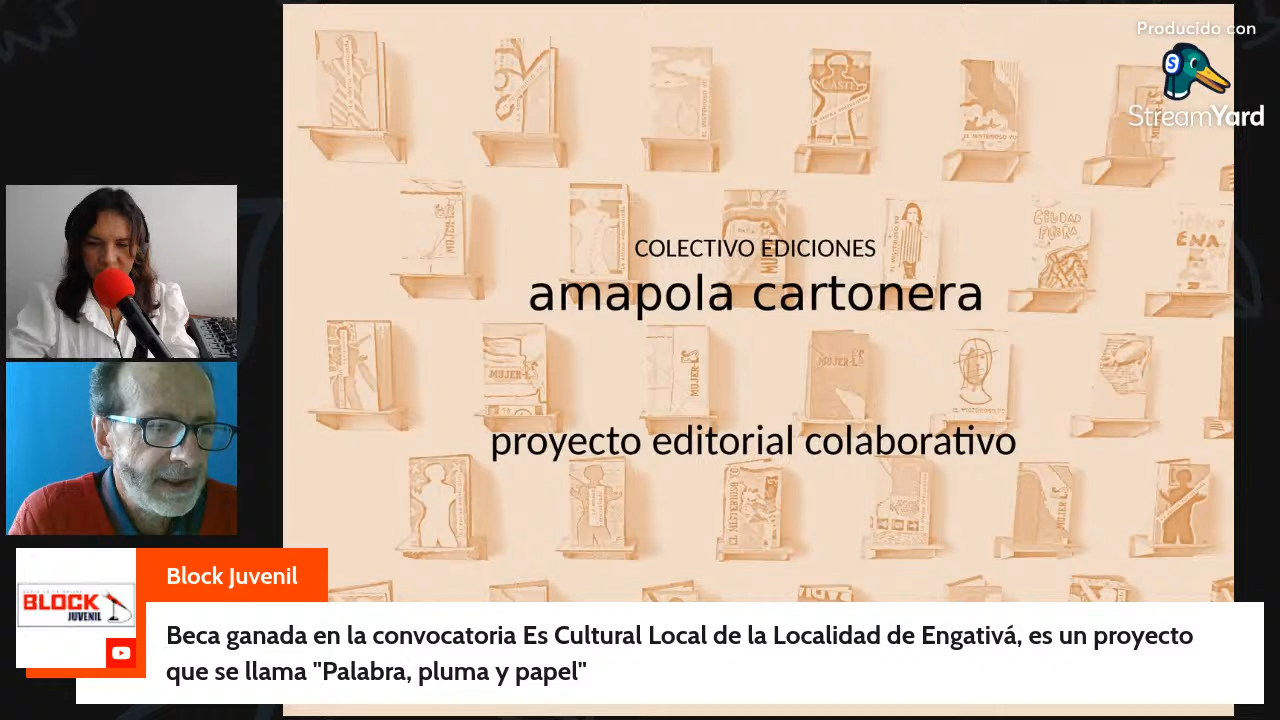 Producido con
StreamYard
COLECTIVO EDICIONES
amapola cartonera
proyecto editorial colaborativo
Block Juvenil
BLOCK
JUVENIL
Beca ganada en la convocatoria Es Cultural Local de la Localidad de Engativá, es un proyecto
que se llama "Palabra, pluma y papel"